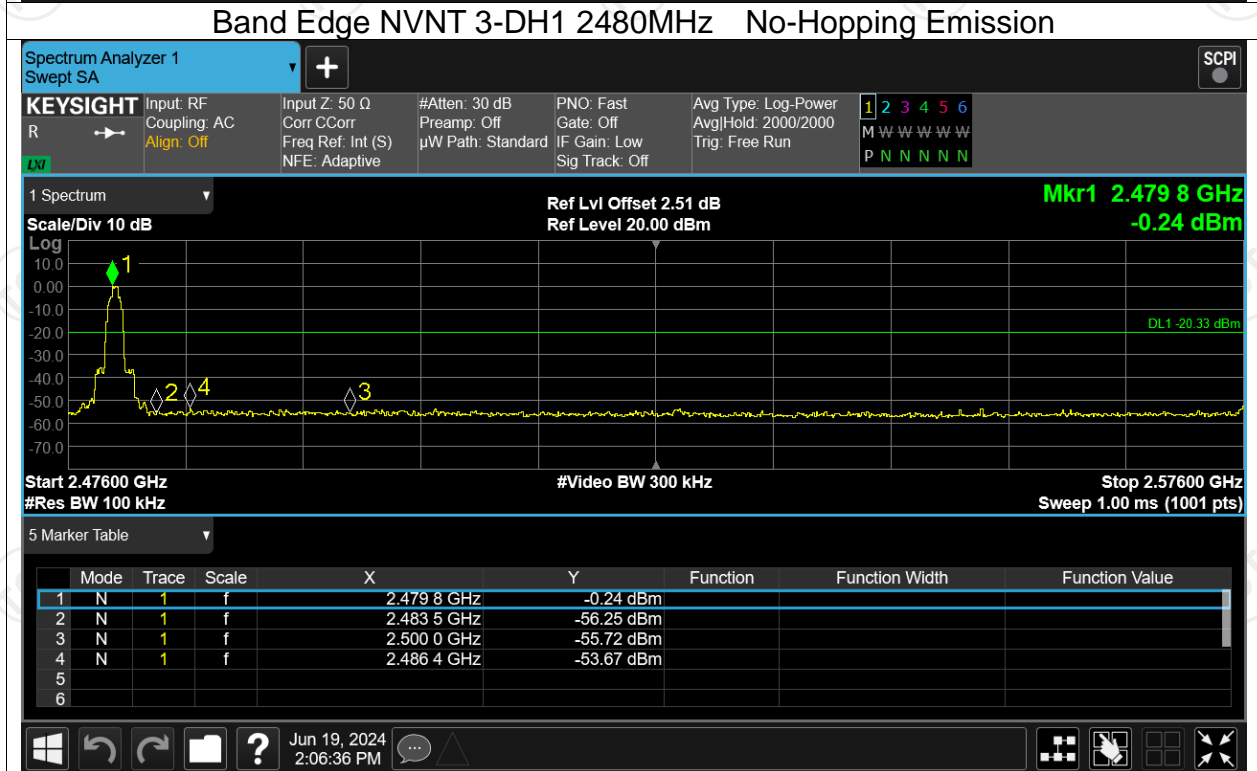 Band Edge NVNT 3-DH1 2480MHz No-Hopping Emission
Spectrum Analyzer 1
Swept SA
+
SCPI
KEYSIGHT Input: RF Input Z: 50 Ω #Atten: 30 dB PNO: Fast Avg Type: Log-Power 1 2 3 4 5 6
R Coupling: AC Corr CCorr Preamp: Off Gate: Off Avg|Hold: 2000/2000 M W W W W W
Align: Off Freq Ref: Int (S) µW Path: Standard IF Gain: Low Trig: Free Run
LXI NFE: Adaptive Sig Track: Off P N N N N N
1 Spectrum
Ref Lvl Offset 2.51 dB
Mkr1 2.479 8 GHz
Scale/Div 10 dB Ref Level 20.00 dBm -0.24 dBm
Log
10.0
1
0.00
-10.0
-20.0
DL1 -20.33 dBm
-30.0
-40.0
2 4 3
-50.0
-60.0
-70.0
Start 2.47600 GHz #Video BW 300 kHz Stop 2.57600 GHz
#Res BW 100 kHz Sweep 1.00 ms (1001 pts)
5 Marker Table
Mode Trace Scale X Y Function Function Width Function Value
1 N 1 f 2.479 8 GHz -0.24 dBm
2 N 1 f 2.483 5 GHz -56.25 dBm
3 N 1 f 2.500 0 GHz -55.72 dBm
4 N 1 f 2.486 4 GHz -53.67 dBm
5
6
? Jun 19, 2024
2:06:36 PM